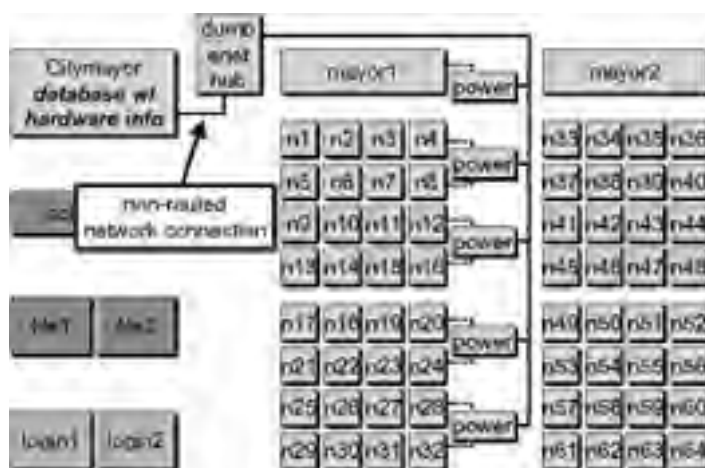 dump
enet
hub
Citymayor
database w/
hardware info
mayor1
power
mayor2
n1 n2 n3 n4
power
n33 n34 n35 n36
n5 n6 n7 n8
n37 n38 n39 n40
non-routed
network connection
n9 n10 n11 n12
power
n41 n42 n43 n44
n13 n14 n15 n16
n45 n46 n47 n48
file1 file2
n17 n18 n19 n20
power
n49 n50 n51 n52
n21 n22 n23 n24
n53 n54 n55 n56
n25 n26 n27 n28
power
n57 n58 n59 n60
login1 login2
n29 n30 n31 n32
n61 n62 n63 n64